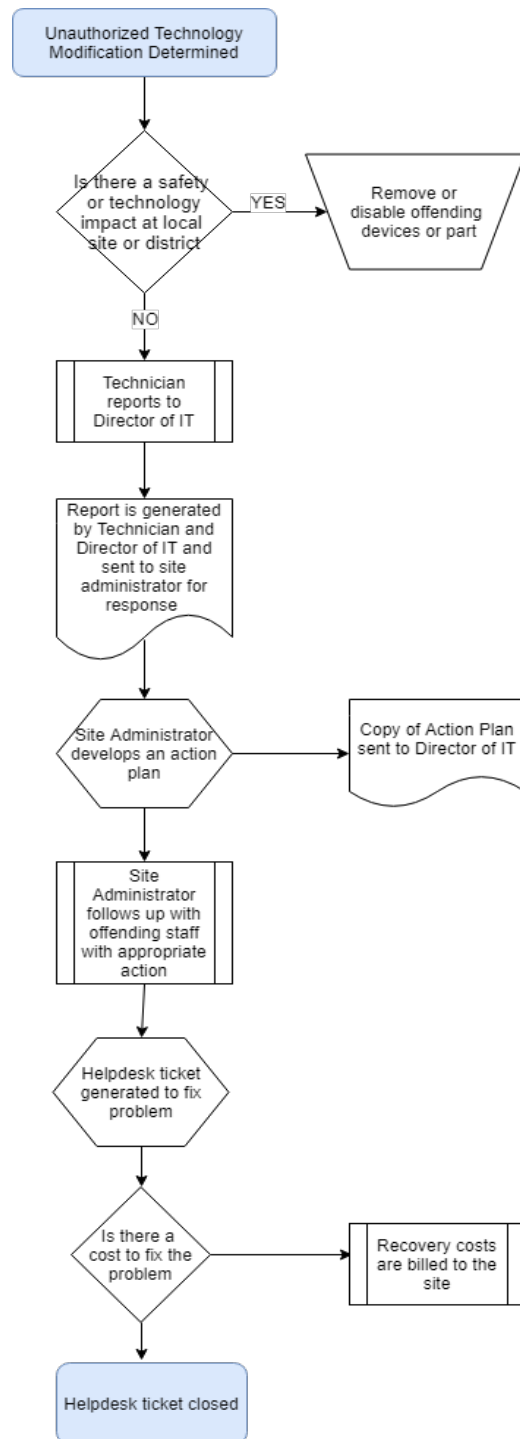 Unauthorized Technology
Modification Determined
Is there a safety
or technology
impact at local
site or district
YES
Remove or
disable offending
devices or part
NO
Technician
reports to
Director of IT
Report is generated
by Technician and
Director of IT and
sent to site
administrator for
response
Site Administrator
develops an action
plan
Copy of Action Plan
sent to Director of IT
Site
Administrator
follows up with
offending staff
with appropriate
action
Helpdesk ticket
generated to fix
problem
Is there a
cost to fix the
problem
Recovery costs
are billed to the
site
Helpdesk ticket closed